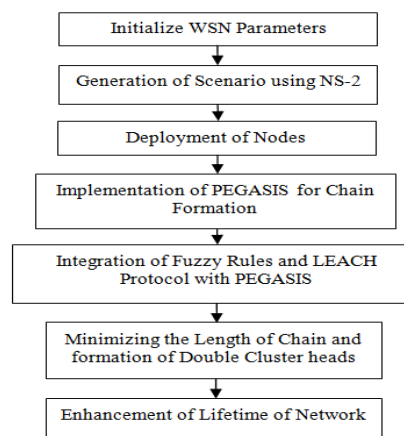 Initialize WSN Parameters
Generation of Scenario using NS-2
Deployment of Nodes
Implementation of PEGASIS for Chain
Formation
Integration of Fuzzy Rules and LEACH
Protocol with PEGASIS
Minimizing the Length of Chain and
formation of Double Cluster heads
Enhancement of Lifetime of Network